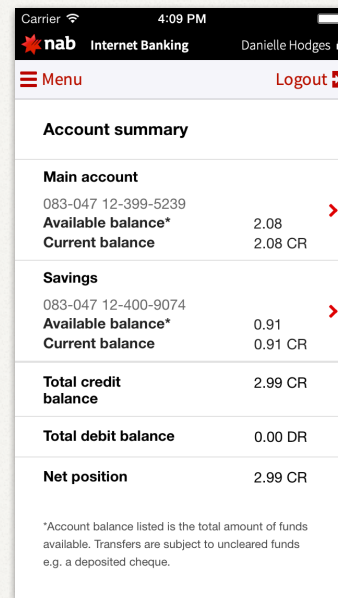 Carrier 4:09 PM
nab Internet Banking Danielle Hodges
Menu Logout
Account summary
Main account
083-047 12-399-5239
Available balance* 2.08
Current balance 2.08 CR
Savings
083-047 12-400-9074
Available balance* 0.91
Current balance 0.91 CR
Total credit 2.99 CR
balance
Total debit balance 0.00 DR
Net position 2.99 CR
*Account balance listed is the total amount of funds
available. Transfers are subject to uncleared funds
e.g. a deposited cheque.